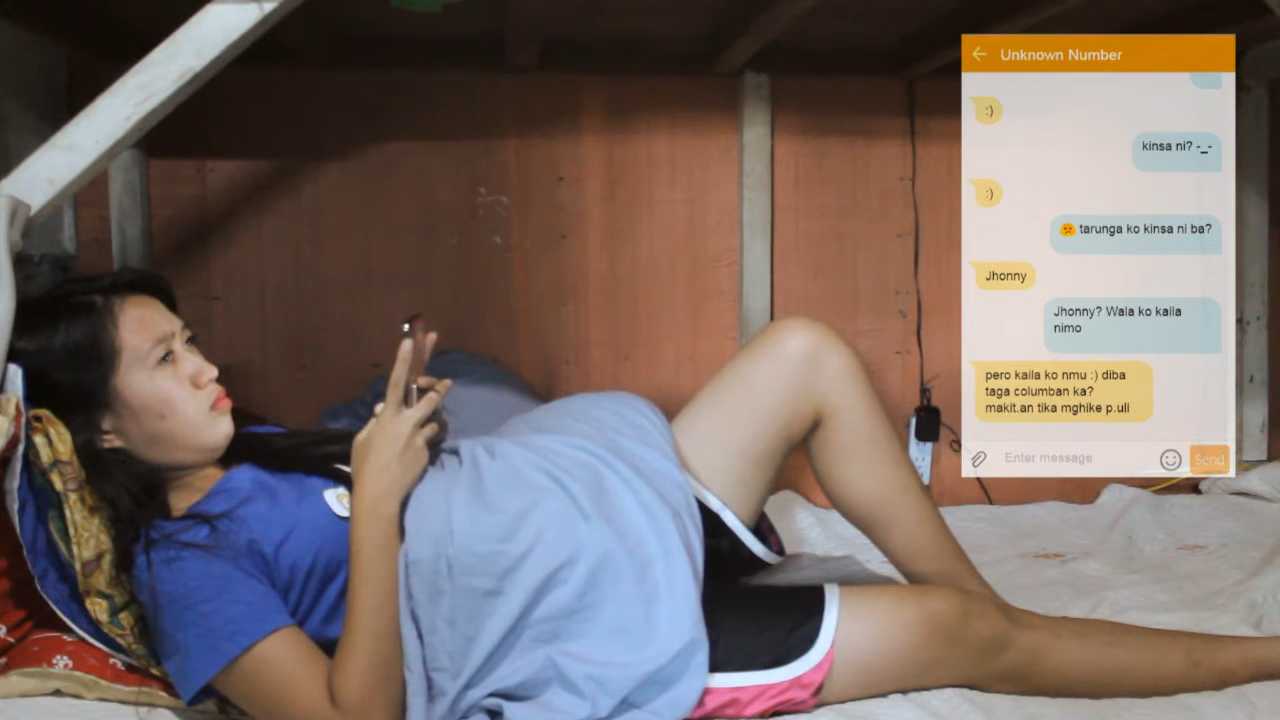 Unknown Number
:)
kinsa ni? -_-
:)
😠 tarunga ko kinsa ni ba?
Jhonny
Jhonny? Wala ko kaila
nimo
pero kaila ko nmu :) diba
taga columban ka?
makit.an tika mghike p.uli
Enter message
Send